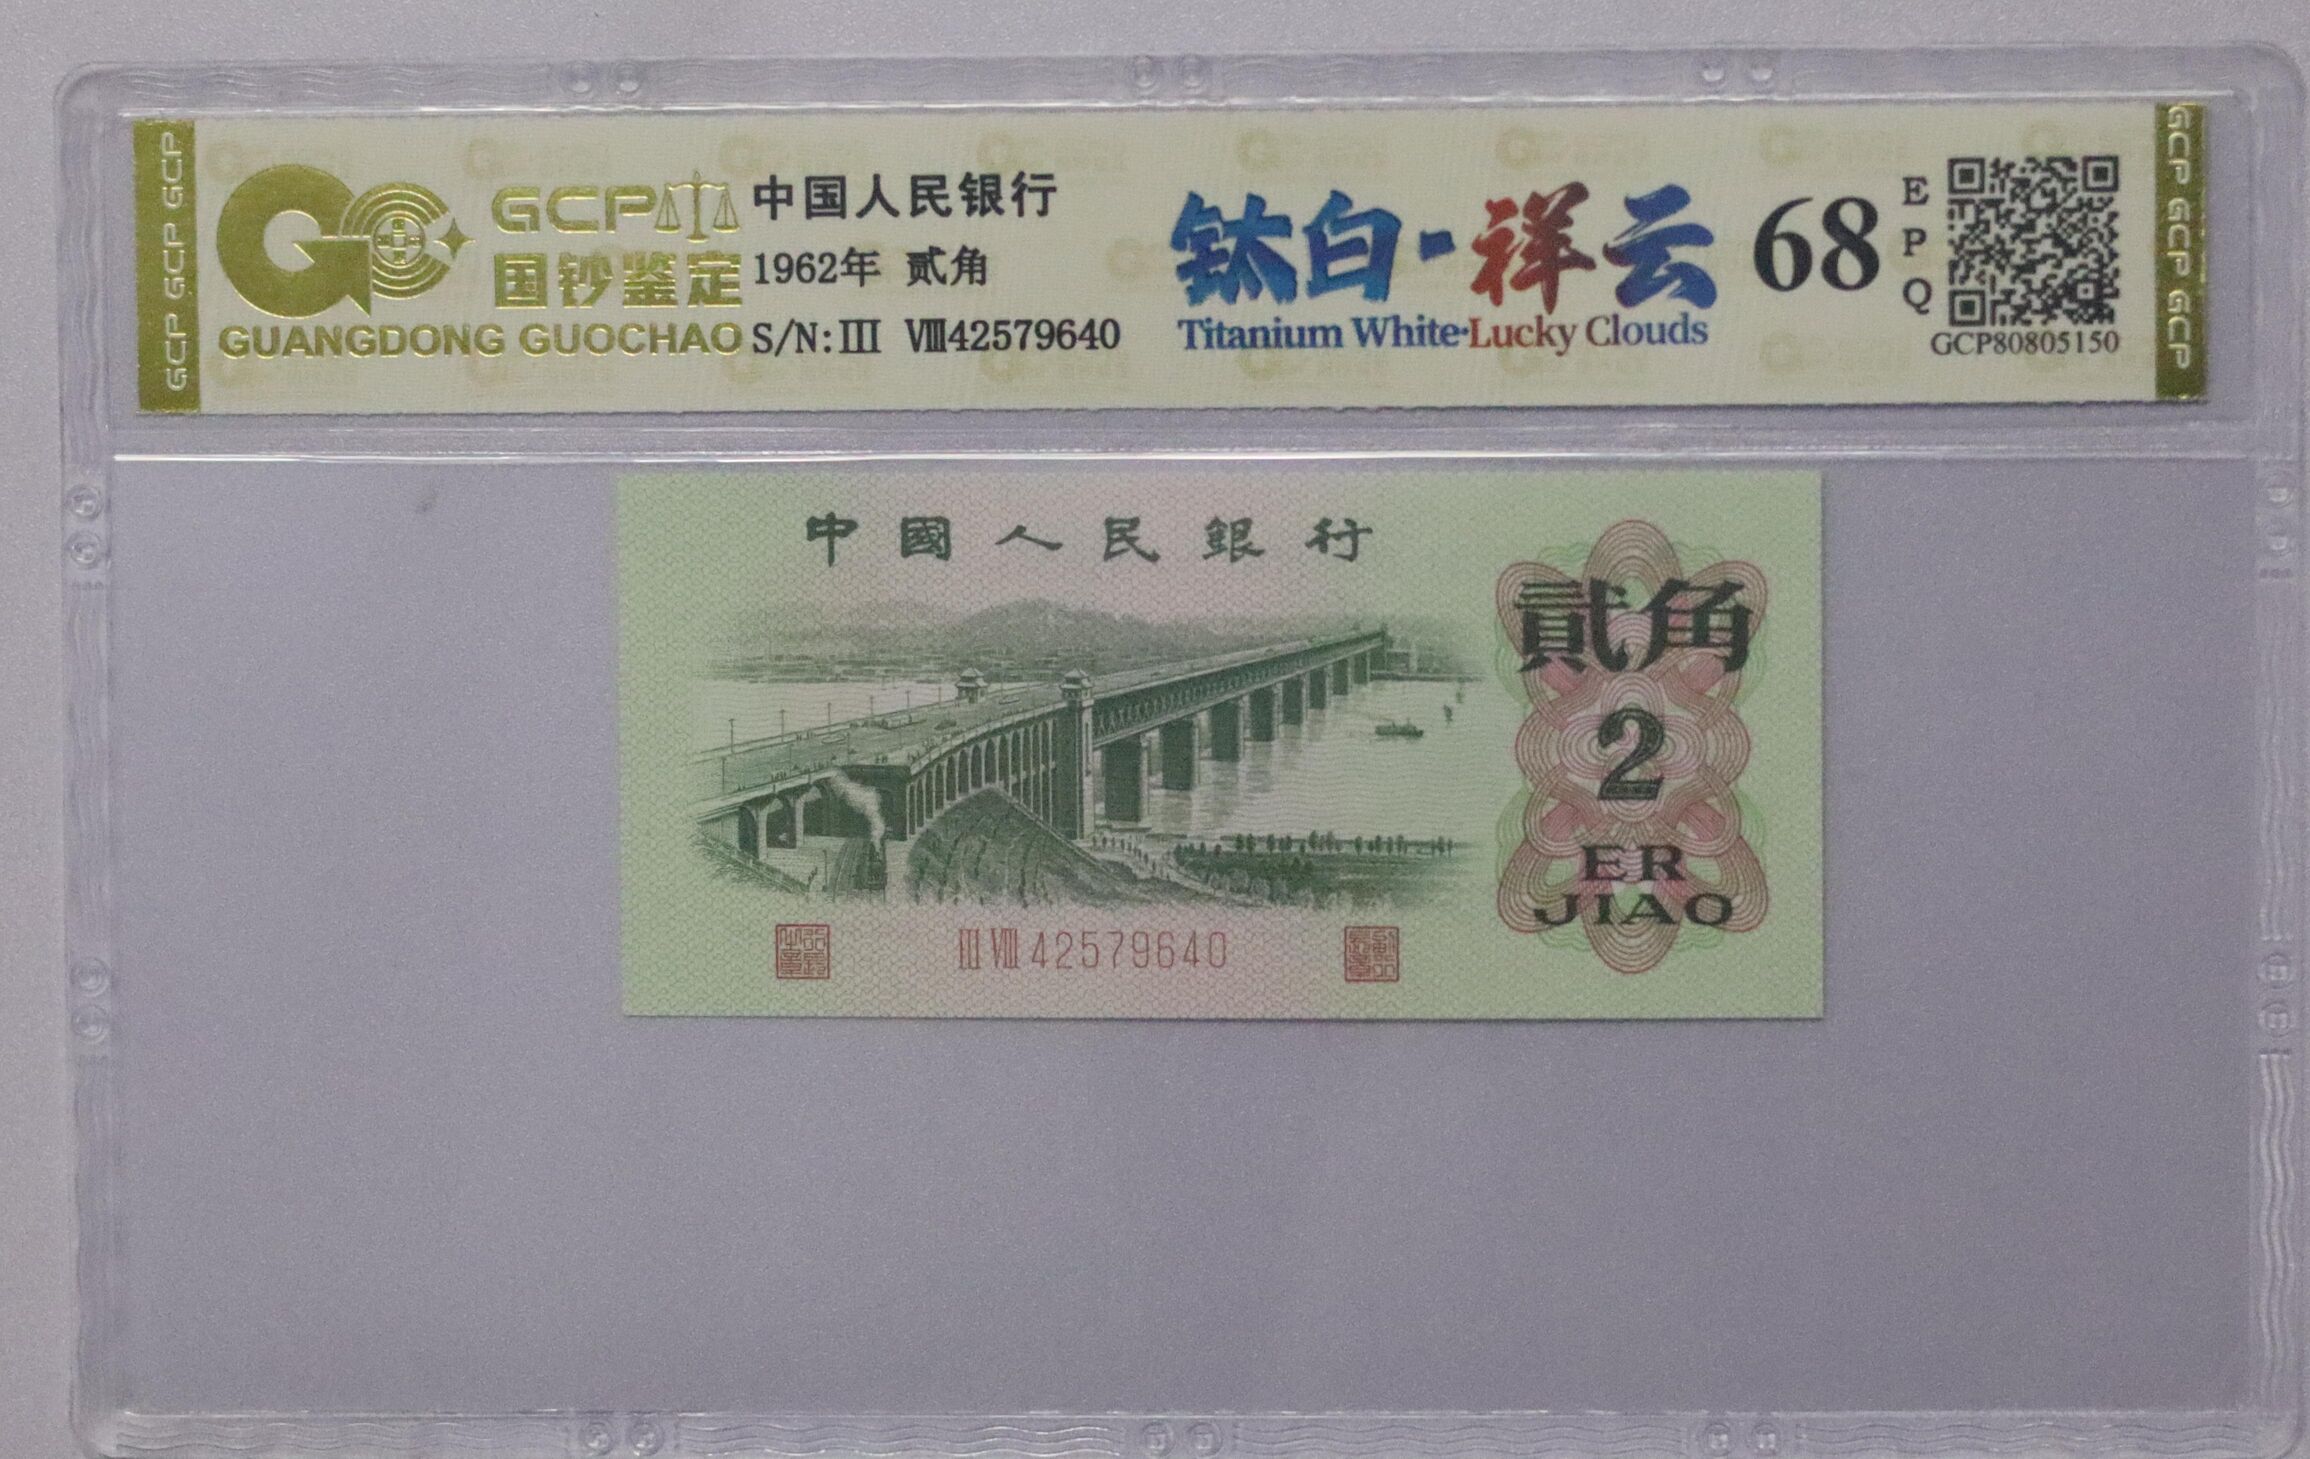 GCP GCP GCP
GCP
国钞鉴定
GUANGDONG GUOCHAO
中国人民银行
1962年 贰角
S/N:III VIII42579640
钛白·祥云
Titanium White·Lucky Clouds
68
EPQ
GCP80805150
GCP GCP GCP
中國人民銀行
貳角
2
ER
JIAO
III VIII 42579640